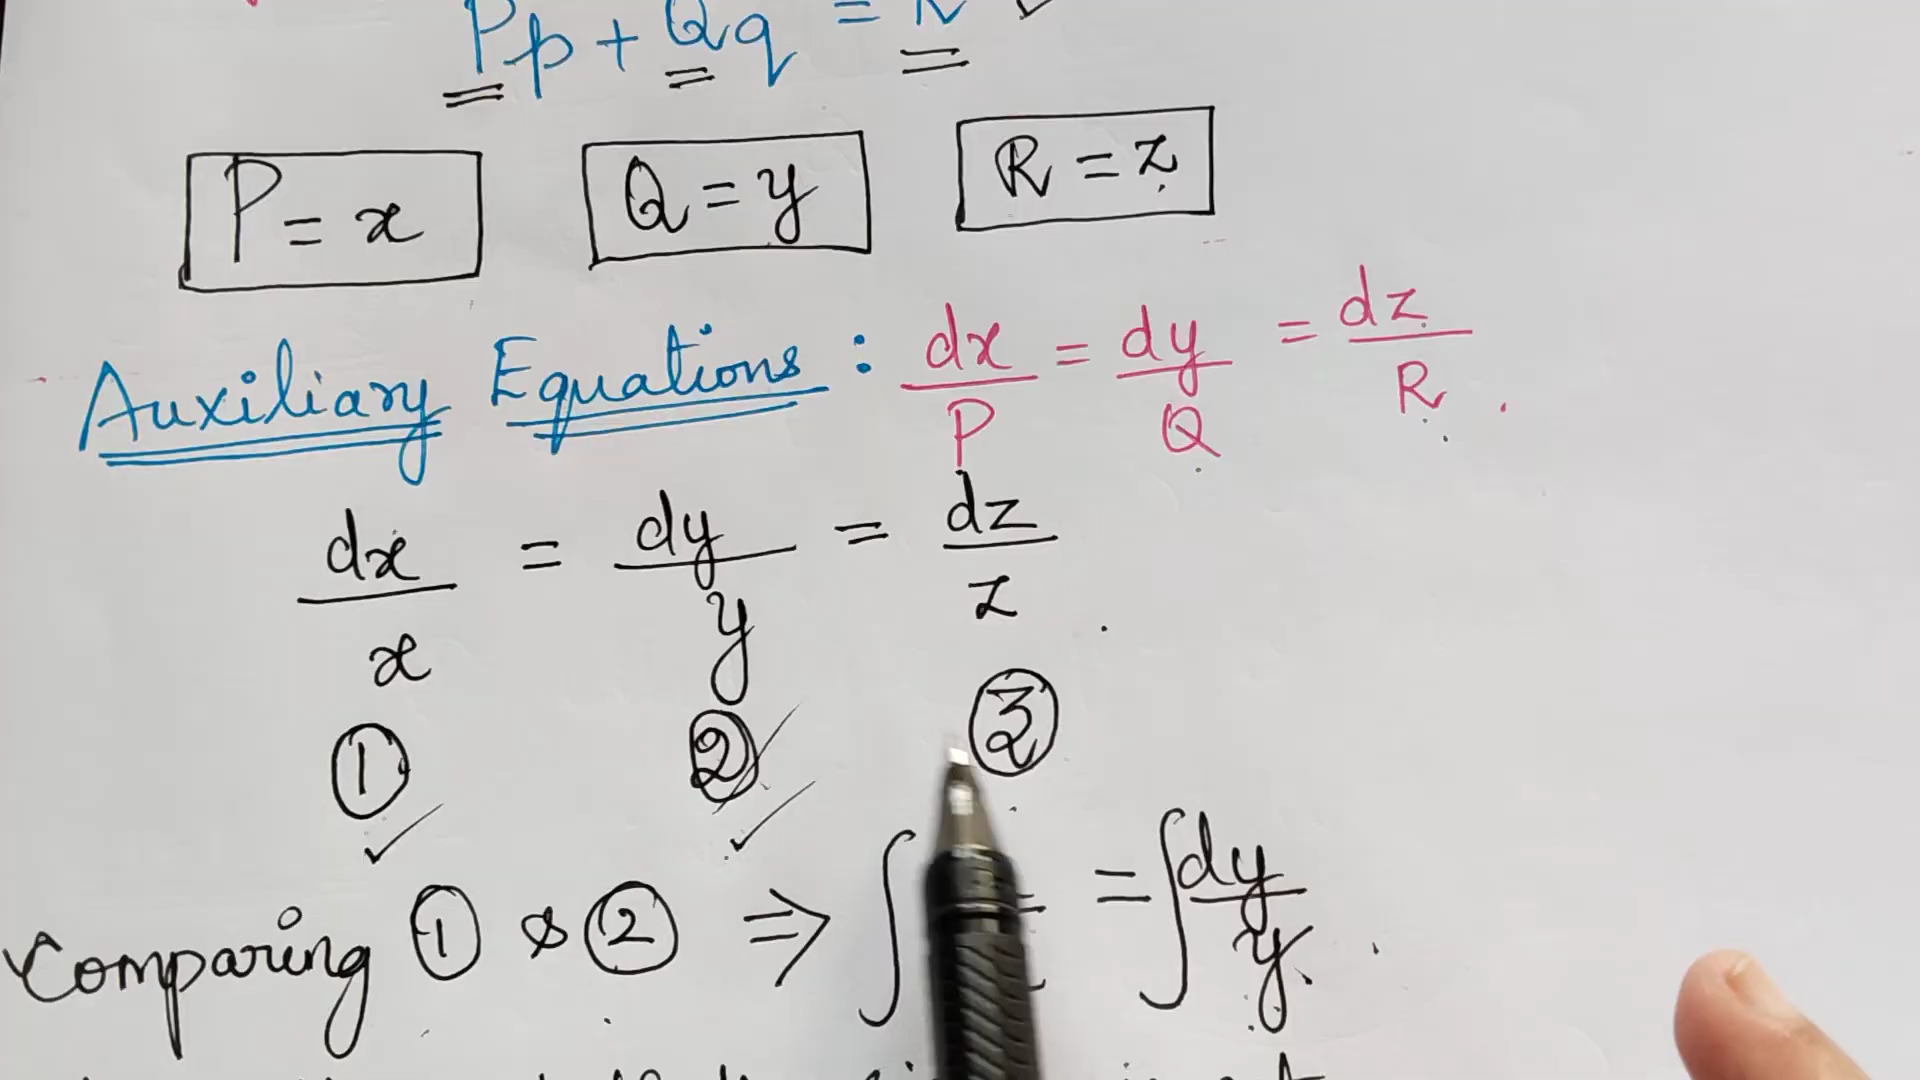 Pp + Qq = R ✓
P = x Q = y R = z
Auxiliary Equations : dx/P = dy/Q = dz/R .
dx/x = dy/y = dz/z .
① ② ③
Comparing ① & ② ⇒ ∫ = ∫ dy/y .